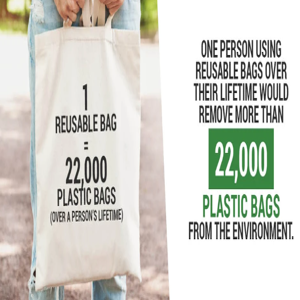 1
REUSABLE BAG
=
22,000
PLASTIC BAGS
(OVER A PERSON'S LIFETIME)
ONE PERSON USING
REUSABLE BAGS OVER
THEIR LIFETIME WOULD
REMOVE MORE THAN
22,000
PLASTIC BAGS
FROM THE ENVIRONMENT.